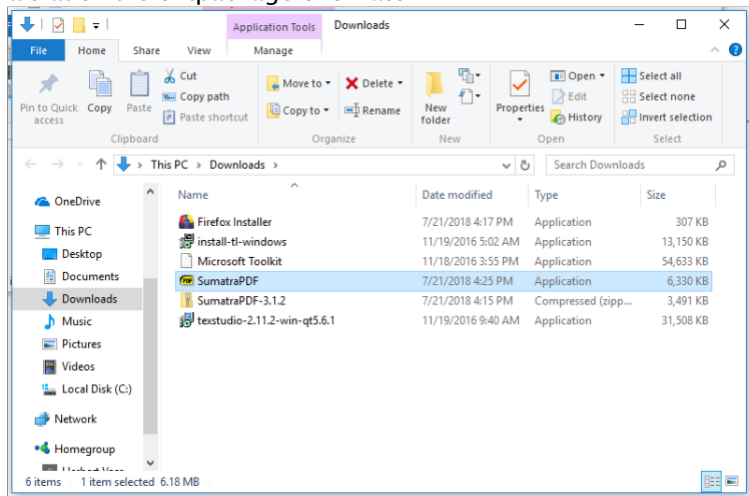 Application Tools Downloads
File Home Share View Manage
Pin to Quick access
Copy
Paste
Cut
Copy path
Paste shortcut
Clipboard
Move to
Copy to
Delete
Rename
Organize
New folder
New
Properties
Open
Edit
History
Open
Select all
Select none
Invert selection
Select
This PC > Downloads >
Search Downloads
OneDrive
This PC
Desktop
Documents
Downloads
Music
Pictures
Videos
Local Disk (C:)
Network
Homegroup
Name Date modified Type Size
Firefox Installer 7/21/2018 4:17 PM Application 307 KB
install-tl-windows 11/19/2016 5:02 AM Application 13,150 KB
Microsoft Toolkit 11/18/2016 3:55 PM Application 54,633 KB
SumatraPDF 7/21/2018 4:25 PM Application 6,330 KB
SumatraPDF-3.1.2 7/21/2018 4:15 PM Compressed (zipp... 3,491 KB
texstudio-2.11.2-win-qt5.6.1 11/19/2016 9:40 AM Application 31,508 KB
6 items 1 item selected 6.18 MB